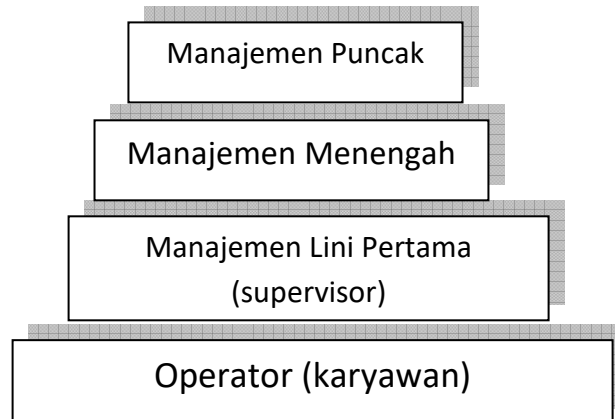 Manajemen Puncak
Manajemen Menengah
Manajemen Lini Pertama
(supervisor)
Operator (karyawan)